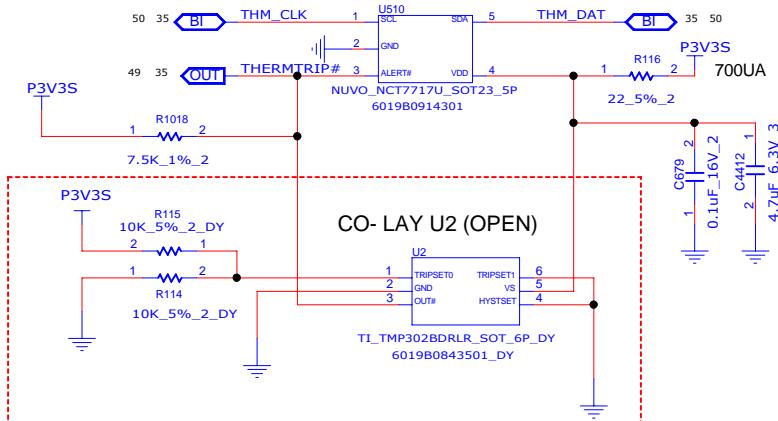 50 35 BI THM_CLK 1 U510 SCL SDA 5 THM_DAT BI 35 50
2 GND
49 35 OUT THERMTRIP# 3 ALERT# VDD 4 1 R116 2 P3V3S 700UA
NUVO_NCT7717U_SOT23_5P 22_5%_2
6019B0914301
P3V3S
1 R1018 2
7.5K_1%_2
2 C679 1 0.1uF_16V_2
1 C4412 2 4.7uF_6.3V_3
P3V3S
R115
10K_5%_2_DY
2 1
1 2
R114
10K_5%_2_DY
CO- LAY U2 (OPEN)
U2
1 TRIPSET0 TRIPSET1 6
2 GND VS 5
3 OUT# HYSTSET 4
TI_TMP302BDRLR_SOT_6P_DY
6019B0843501_DY